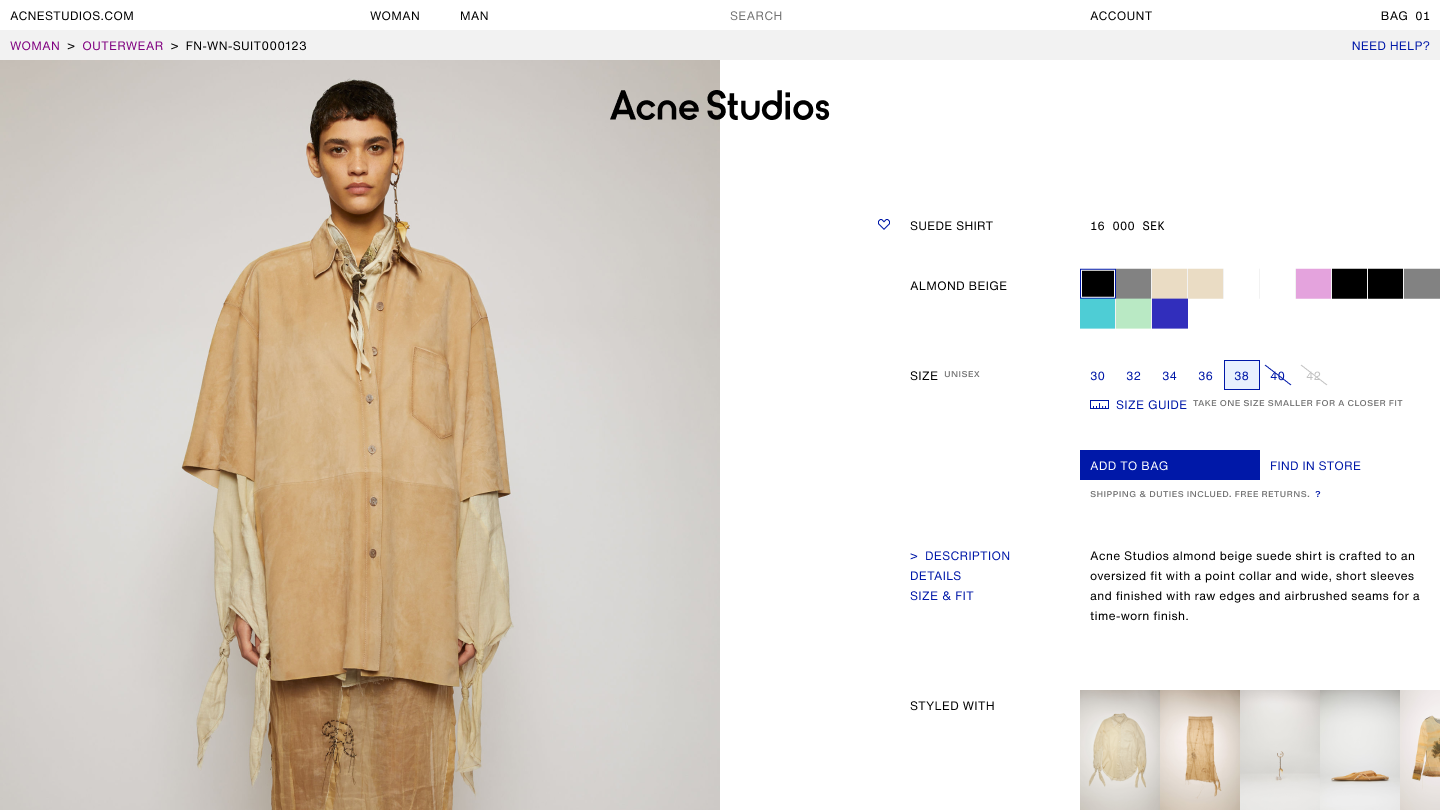 ACNESTUDIOS.COM WOMAN MAN SEARCH ACCOUNT BAG 01
WOMAN > OUTERWEAR > FN-WN-SUIT000123 NEED HELP?
Acne Studios
SUEDE SHIRT 16 000 SEK
ALMOND BEIGE
SIZE UNISEX 30 32 34 36 38 40 42
SIZE GUIDE TAKE ONE SIZE SMALLER FOR A CLOSER FIT
ADD TO BAG FIND IN STORE
SHIPPING & DUTIES INCLUED. FREE RETURNS. ?
> DESCRIPTION
DETAILS
SIZE & FIT
Acne Studios almond beige suede shirt is crafted to an
oversized fit with a point collar and wide, short sleeves
and finished with raw edges and airbrushed seams for a
time-worn finish.
STYLED WITH